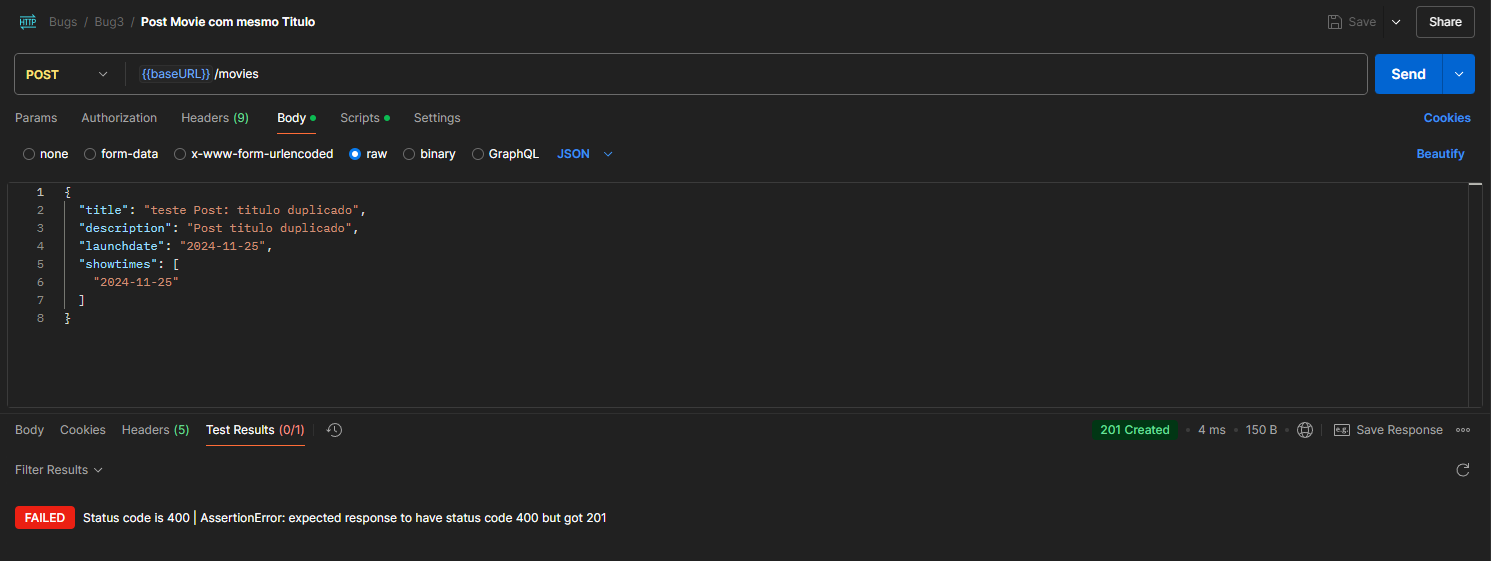 HTTP Bugs / Bug3 / Post Movie com mesmo Titulo Save Share
POST {{baseURL}} /movies Send
Params Authorization Headers (9) Body Scripts Settings Cookies
none form-data x-www-form-urlencoded raw binary GraphQL JSON Beautify
1 {
2 "title": "teste Post: titulo duplicado",
3 "description": "Post titulo duplicado",
4 "launchdate": "2024-11-25",
5 "showtimes": [
6 "2024-11-25"
7 ]
8 }
Body Cookies Headers (5) Test Results (0/1) 201 Created • 4 ms • 150 B • e.g. Save Response
Filter Results
FAILED Status code is 400 | AssertionError: expected response to have status code 400 but got 201